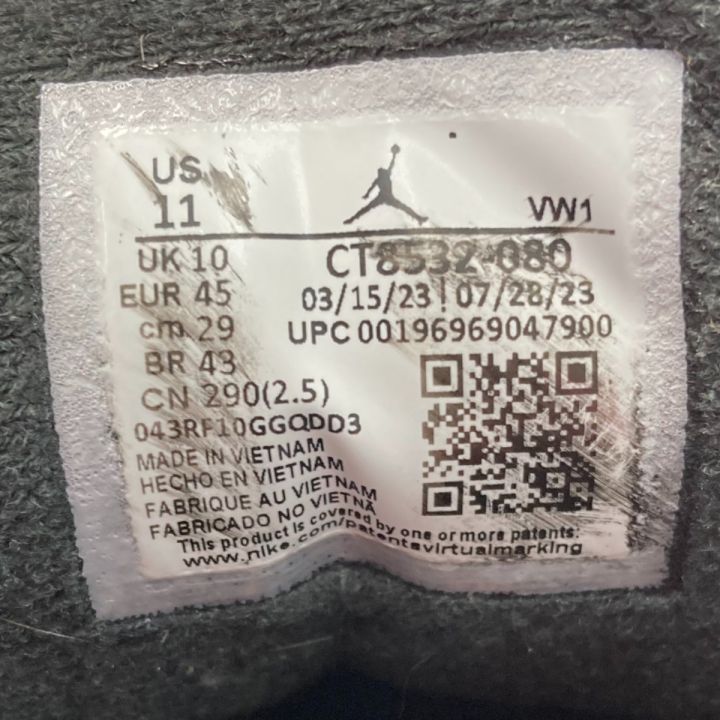 US
11
VW1
UK 10
CT8532-080
EUR 45
03/15/23 | 07/28/23
cm 29
UPC 00196969047900
BR 43
CN 290(2.5)
043RF10GGQDD3
MADE IN VIETNAM
HECHO EN VIETNAM
FABRIQUE AU VIETNAM
FABRICADO NO VIETNÃ
This product is covered by one or more patents:
www.nike.com/patentsvirtualmarking